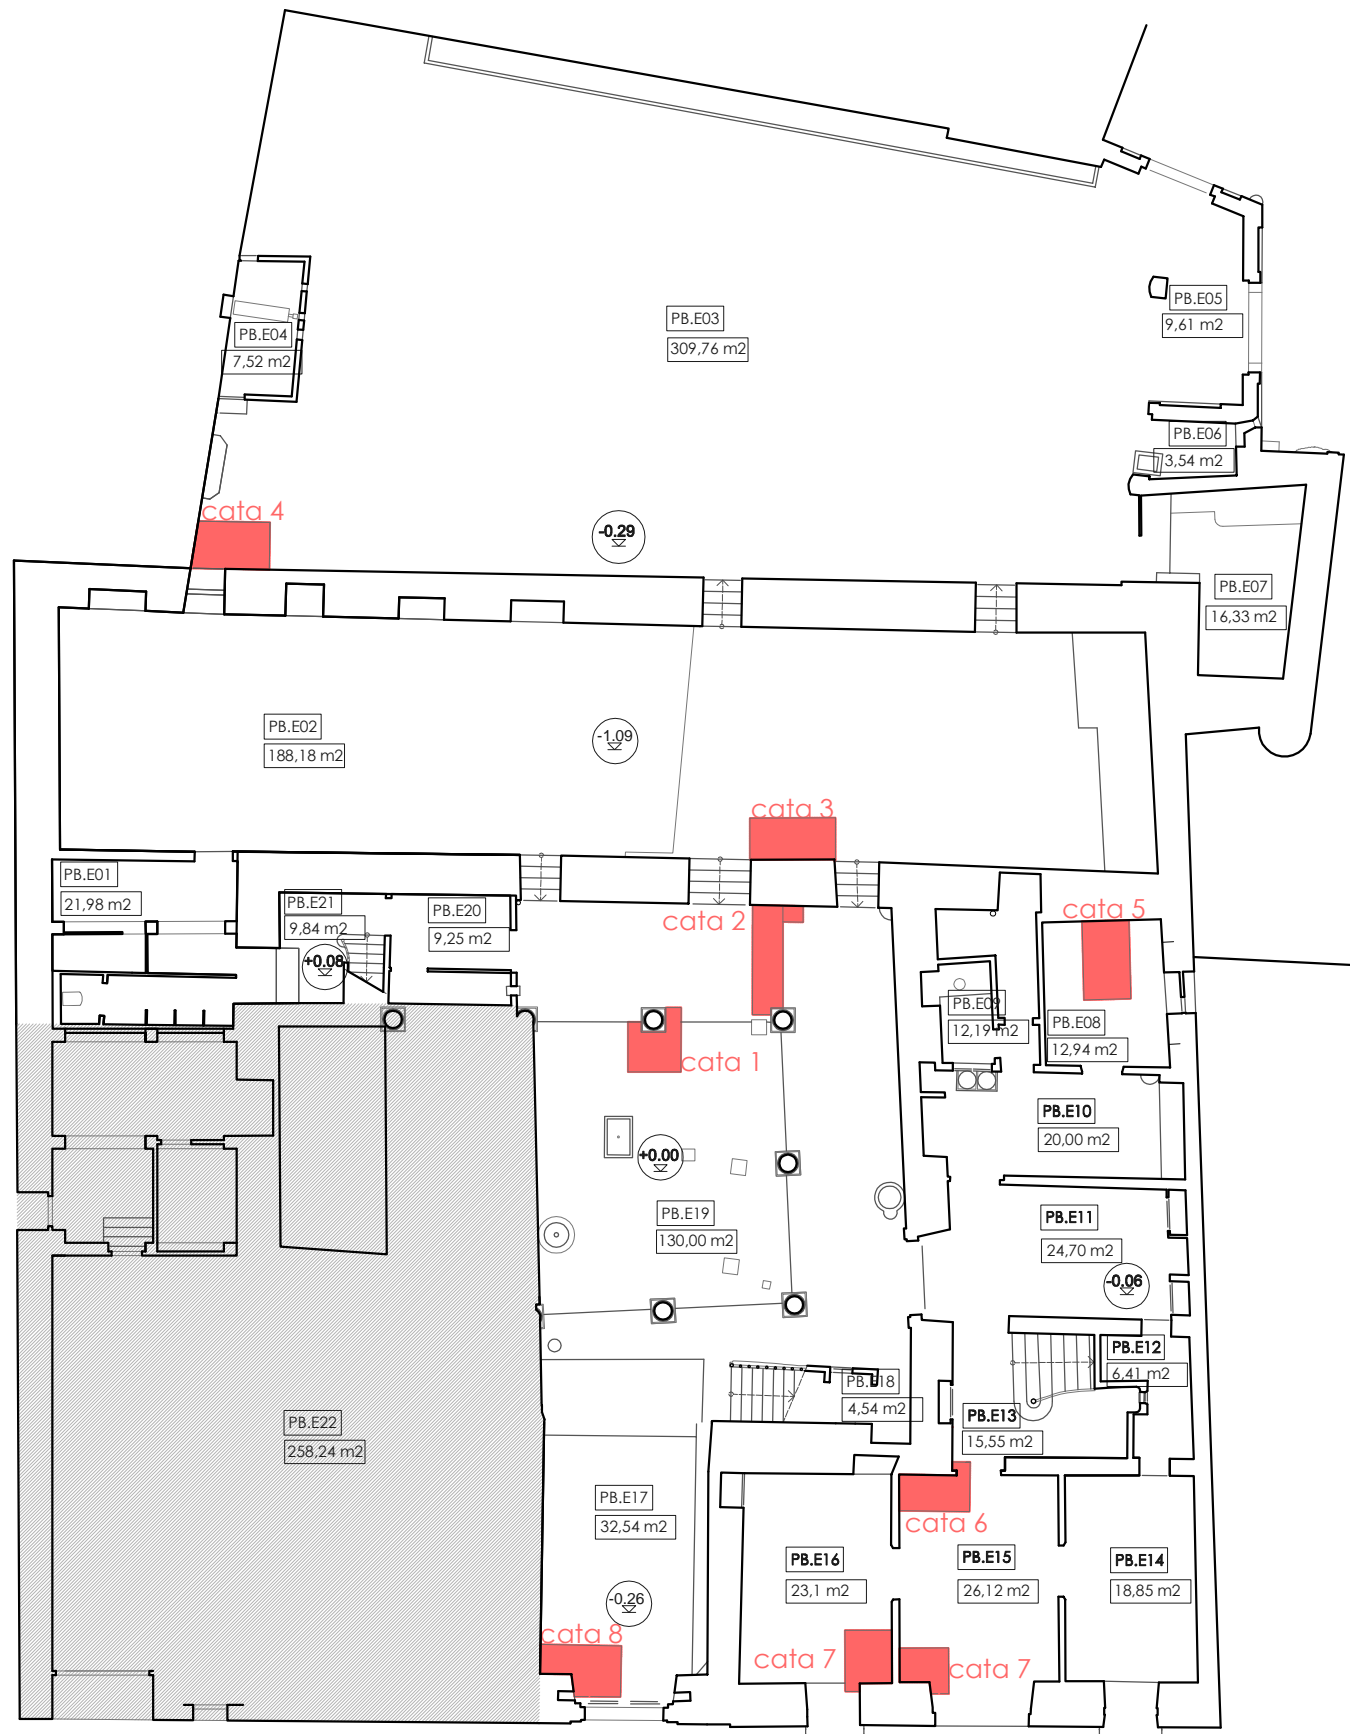 PB.E03
309,76 m2
PB.E05
9,61 m2
PB.E04
7,52 m2
PB.E06
3,54 m2
cata 4
-0.29
PB.E07
16,33 m2
PB.E02
188,18 m2
-1.09
cata 3
PB.E01
21,98 m2
PB.E21
9,84 m2
+0.08
PB.E20
9,25 m2
cata 2
cata 5
PB.E09
12,19 m2
PB.E08
12,94 m2
cata 1
PB.E10
20,00 m2
+0.00
PB.E19
130,00 m2
PB.E11
24,70 m2
-0.06
PB.E12
6,41 m2
PB.E18
4,54 m2
PB.E13
15,55 m2
PB.E22
258,24 m2
PB.E17
32,54 m2
cata 6
PB.E16
23,1 m2
PB.E15
26,12 m2
PB.E14
18,85 m2
-0.26
cata 8
cata 7
cata 7